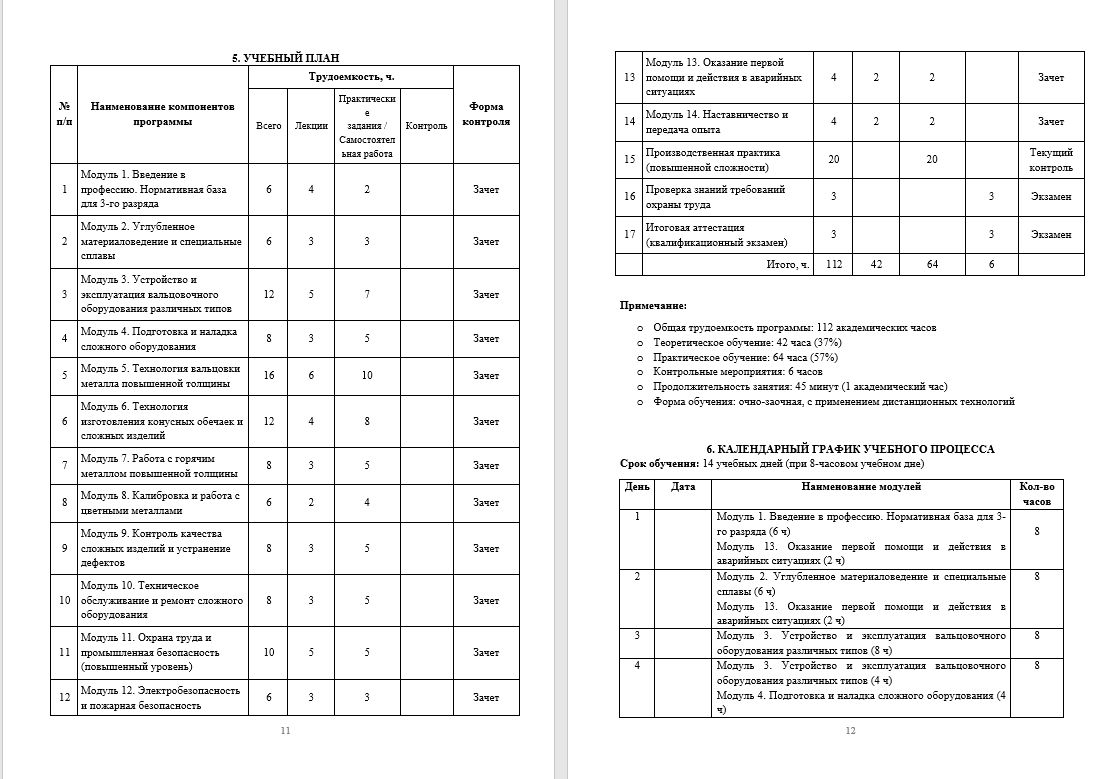 5. УЧЕБНЫЙ ПЛАН
№
п/п
Наименование компонентов
программы
Трудоемкость, ч.
Форма
контроля
Всего
Лекции
Практически
е
задания /
Самостоятел
ьная работа
Контроль
1
Модуль 1. Введение в
профессию. Нормативная база
для 3-го разряда
6
4
2
Зачет
2
Модуль 2. Углубленное
материаловедение и специальные
сплавы
6
3
3
Зачет
3
Модуль 3. Устройство и
эксплуатация вальцовочного
оборудования различных типов
12
5
7
Зачет
4
Модуль 4. Подготовка и наладка
сложного оборудования
8
3
5
Зачет
5
Модуль 5. Технология вальцовки
металла повышенной толщины
16
6
10
Зачет
6
Модуль 6. Технология
изготовления конусных обечаек и
сложных изделий
12
4
8
Зачет
7
Модуль 7. Работа с горячим
металлом повышенной толщины
8
3
5
Зачет
8
Модуль 8. Калибровка и работа с
цветными металлами
6
2
4
Зачет
9
Модуль 9. Контроль качества
сложных изделий и устранение
дефектов
8
3
5
Зачет
10
Модуль 10. Техническое
обслуживание и ремонт сложного
оборудования
8
3
5
Зачет
11
Модуль 11. Охрана труда и
промышленная безопасность
(повышенный уровень)
10
5
5
Зачет
12
Модуль 12. Электробезопасность
и пожарная безопасность
6
3
3
Зачет
11
13
Модуль 13. Оказание первой
помощи и действия в аварийных
ситуациях
4
2
2
Зачет
14
Модуль 14. Наставничество и
передача опыта
4
2
2
Зачет
15
Производственная практика
(повышенной сложности)
20
20
Текущий
контроль
16
Проверка знаний требований
охраны труда
3
3
Экзамен
17
Итоговая аттестация
(квалификационный экзамен)
3
3
Экзамен
Итого, ч.
112
42
64
6
Примечание:
o Общая трудоемкость программы: 112 академических часов
o Теоретическое обучение: 42 часа (37%)
o Практическое обучение: 64 часа (57%)
o Контрольные мероприятия: 6 часов
o Продолжительность занятия: 45 минут (1 академический час)
o Форма обучения: очно-заочная, с применением дистанционных технологий
6. КАЛЕНДАРНЫЙ ГРАФИК УЧЕБНОГО ПРОЦЕССА
Срок обучения: 14 учебных дней (при 8-часовом учебном дне)
День
Дата
Наименование модулей
Кол-во
часов
1
Модуль 1. Введение в профессию. Нормативная база для 3-
го разряда (6 ч)
Модуль 13. Оказание первой помощи и действия в
аварийных ситуациях (2 ч)
8
2
Модуль 2. Углубленное материаловедение и специальные
сплавы (6 ч)
Модуль 13. Оказание первой помощи и действия в
аварийных ситуациях (2 ч)
8
3
Модуль 3. Устройство и эксплуатация вальцовочного
оборудования различных типов (8 ч)
8
4
Модуль 3. Устройство и эксплуатация вальцовочного
оборудования различных типов (4 ч)
Модуль 4. Подготовка и наладка сложного оборудования (4
ч)
8
12